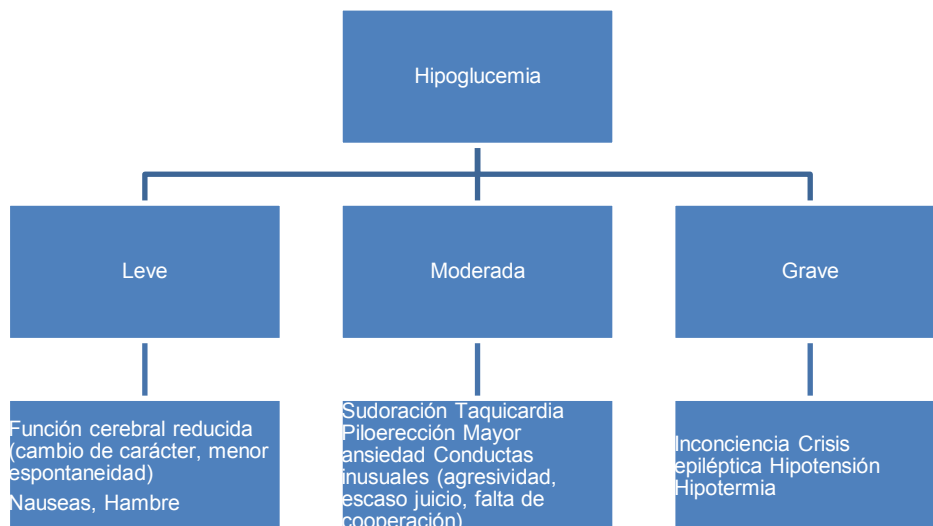 Hipoglucemia
Leve
Moderada
Grave
Función cerebral reducida
(cambio de carácter, menor
espontaneidad)
Nauseas, Hambre
Sudoración Taquicardia
Piloerección Mayor
ansiedad Conductas
inusuales (agresividad,
escaso juicio, falta de
cooperación)
Inconciencia Crisis
epiléptica Hipotensión
Hipotermia